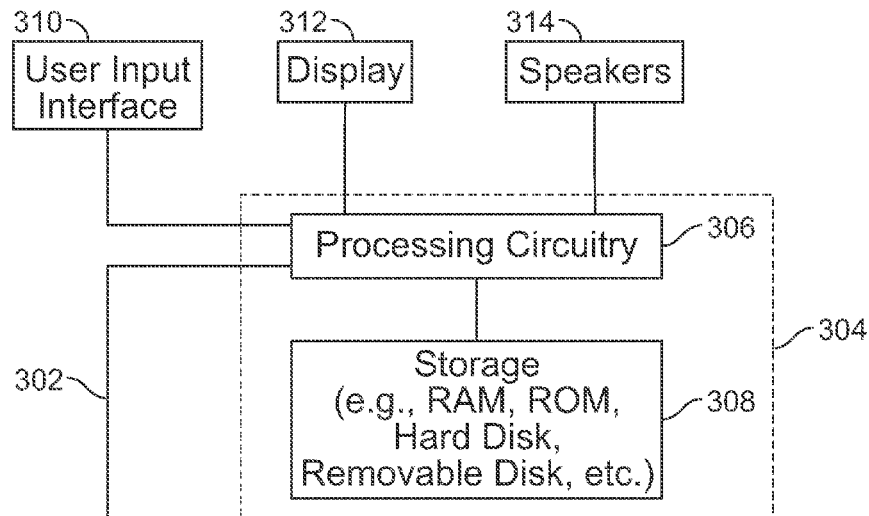 310
312
314
User Input
Interface
Display
Speakers
Processing Circuitry
306
304
302
Storage
(e.g., RAM, ROM,
Hard Disk,
Removable Disk, etc.)
308